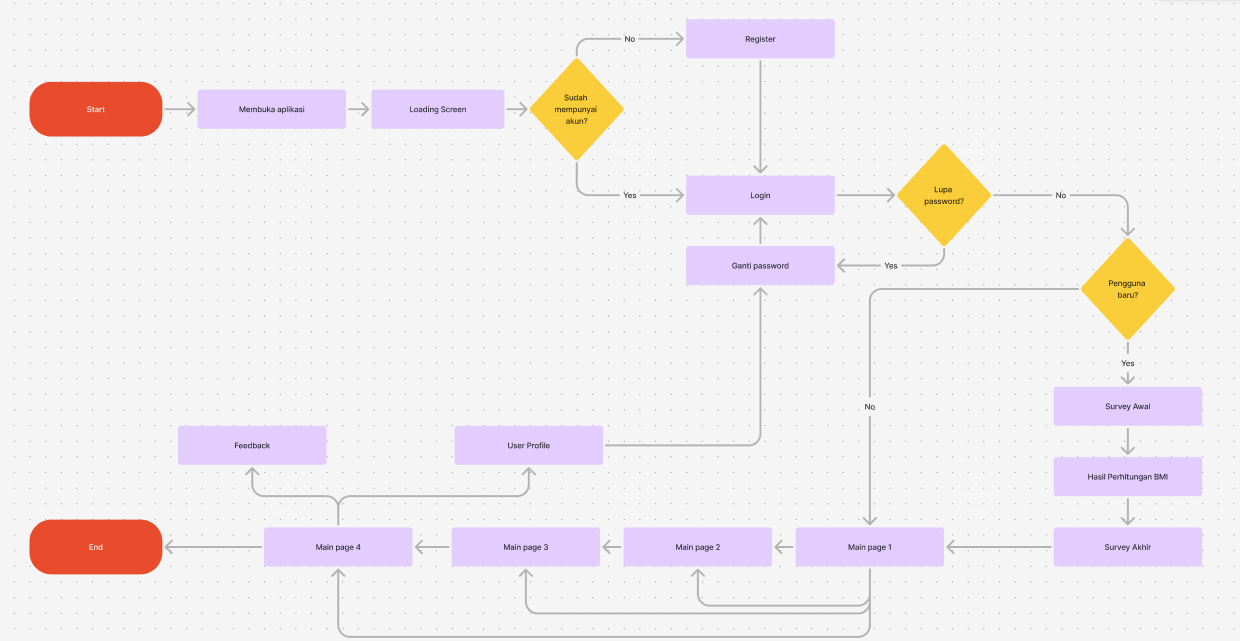 Start
Membuka aplikasi
Loading Screen
Sudah
mempunyai
akun?
No
Register
Yes
Login
Lupa
password?
No
Yes
Ganti password
Pengguna
baru?
Yes
No
Survey Awal
Feedback
User Profile
Hasil Perhitungan BMI
End
Main page 4
Main page 3
Main page 2
Main page 1
Survey Akhir